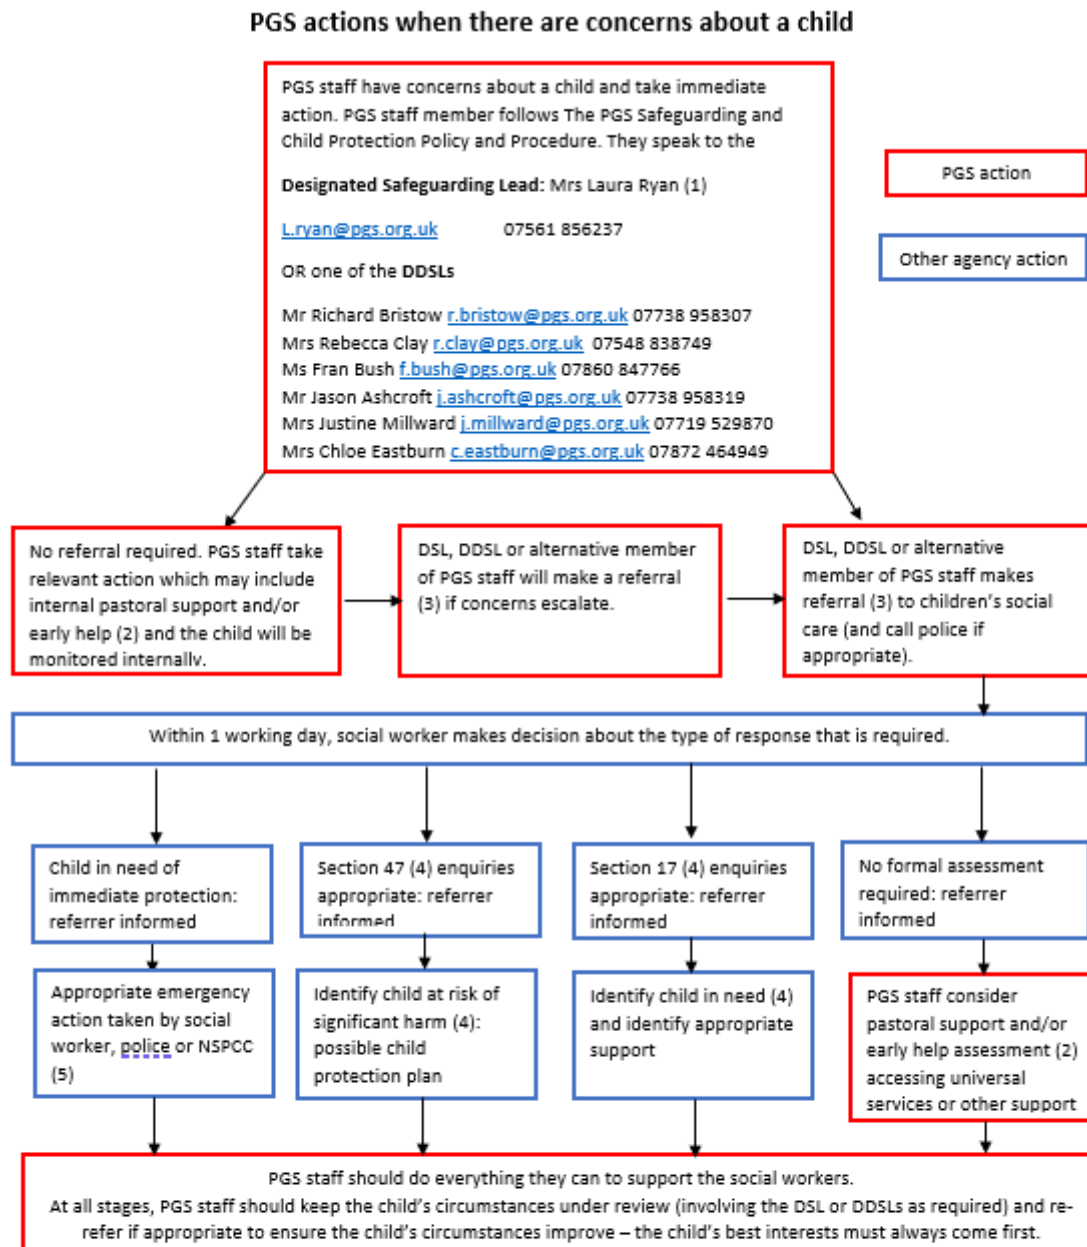 PGS actions when there are concerns about a child
PGS staff have concerns about a child and take immediate
action. PGS staff member follows The PGS Safeguarding and
Child Protection Policy and Procedure. They speak to the
Designated Safeguarding Lead: Mrs Laura Ryan (1)
L.ryan@pgs.org.uk 07561 856237
OR one of the DDSLs
Mr Richard Bristow r.bristow@pgs.org.uk 07738 958307
Mrs Rebecca Clay r.clay@pgs.org.uk 07548 838749
Ms Fran Bush f.bush@pgs.org.uk 07860 847766
Mr Jason Ashcroft j.ashcroft@pgs.org.uk 07738 958319
Mrs Justine Millward j.millward@pgs.org.uk 07719 529870
Mrs Chloe Eastburn c.eastburn@pgs.org.uk 07872 464949
PGS action
Other agency action
No referral required. PGS staff take
relevant action which may include
internal pastoral support and/or
early help (2) and the child will be
monitored internally.
DSL, DDSL or alternative member
of PGS staff will make a referral
(3) if concerns escalate.
DSL, DDSL or alternative
member of PGS staff makes
referral (3) to children's social
care (and call police if
appropriate).
Within 1 working day, social worker makes decision about the type of response that is required.
Child in need of
immediate protection:
referrer informed
Section 47 (4) enquiries
appropriate: referrer
informed
Section 17 (4) enquiries
appropriate: referrer
informed
No formal assessment
required: referrer
informed
Appropriate emergency
action taken by social
worker, police or NSPCC
(5)
Identify child at risk of
significant harm (4):
possible child
protection plan
Identify child in need (4)
and identify appropriate
support
PGS staff consider
pastoral support and/or
early help assessment (2)
accessing universal
services or other support
PGS staff should do everything they can to support the social workers.
At all stages, PGS staff should keep the child's circumstances under review (involving the DSL or DDSLs as required) and re-
refer if appropriate to ensure the child's circumstances improve – the child's best interests must always come first.